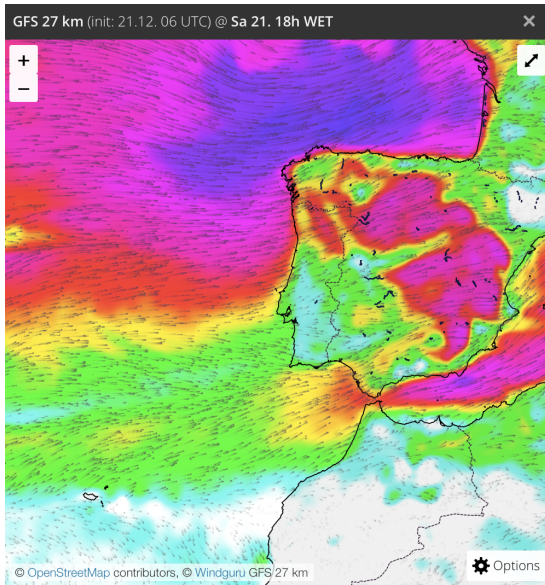 GFS 27 km (init: 21.12. 06 UTC) @ Sa 21. 18h WET ×
+
−
© OpenStreetMap contributors, © Windguru GFS 27 km
Options